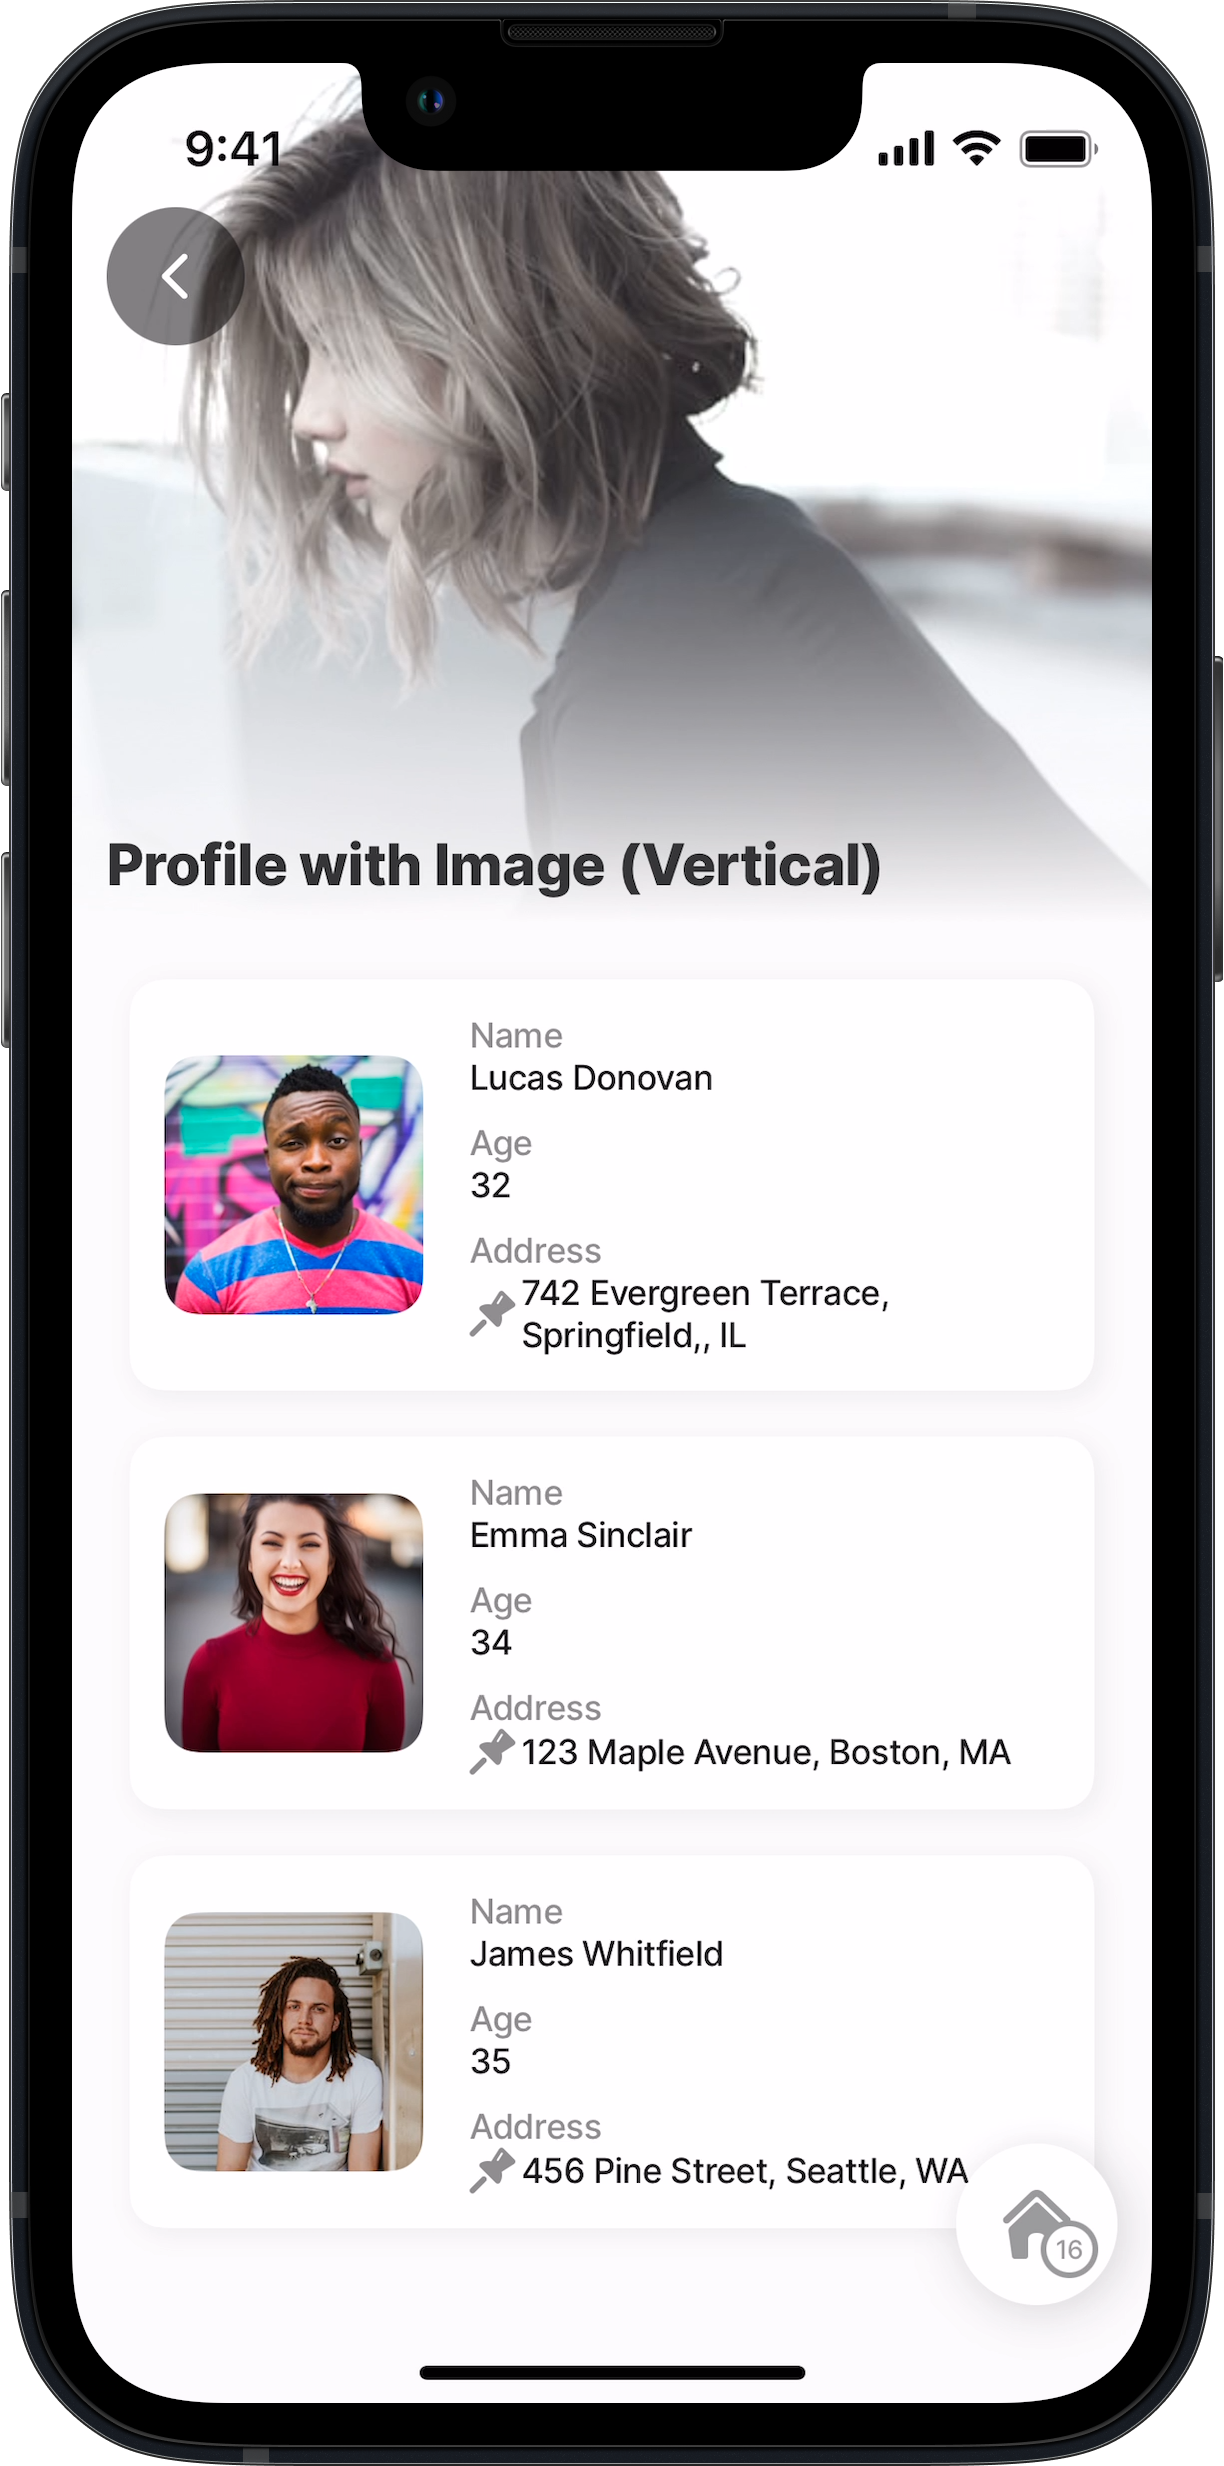 9:41
Profile with Image (Vertical)
Name
Lucas Donovan
Age
32
Address
742 Evergreen Terrace,
Springfield,, IL
Name
Emma Sinclair
Age
34
Address
123 Maple Avenue, Boston, MA
Name
James Whitfield
Age
35
Address
456 Pine Street, Seattle, WA
16